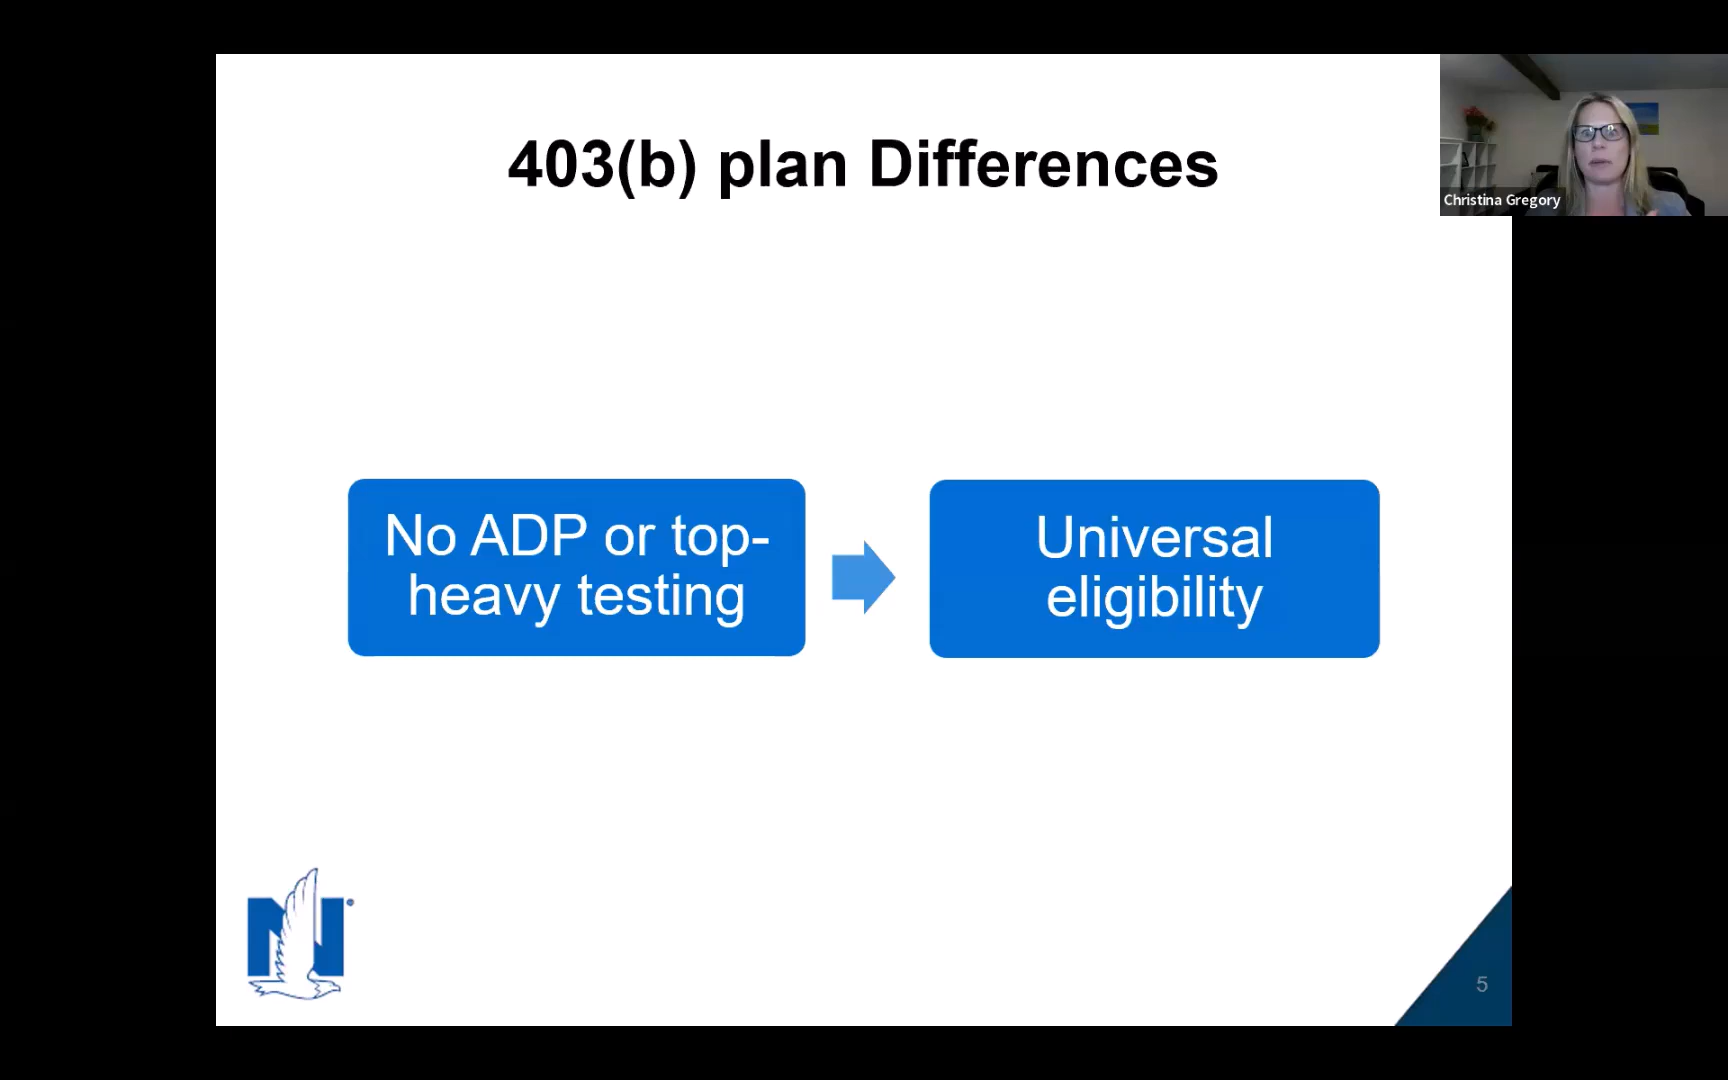 403(b) plan Differences
Christina Gregory
No ADP or top-
heavy testing
Universal
eligibility
N
5